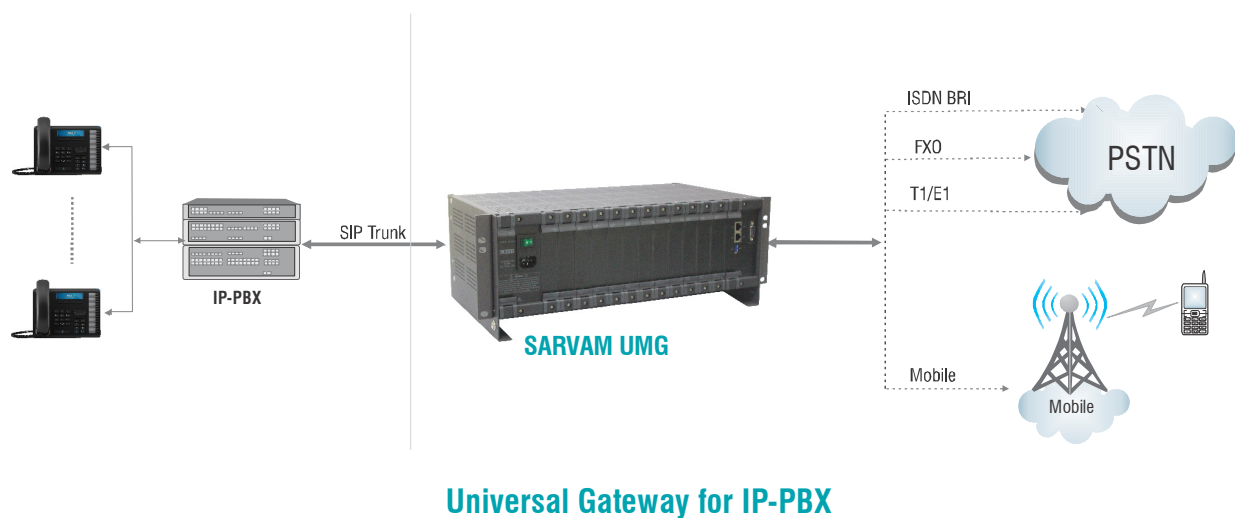 ISDN BRI
FXO
T1/E1
PSTN
SIP Trunk
IP-PBX
SARVAM UMG
Mobile
Mobile
Universal Gateway for IP-PBX